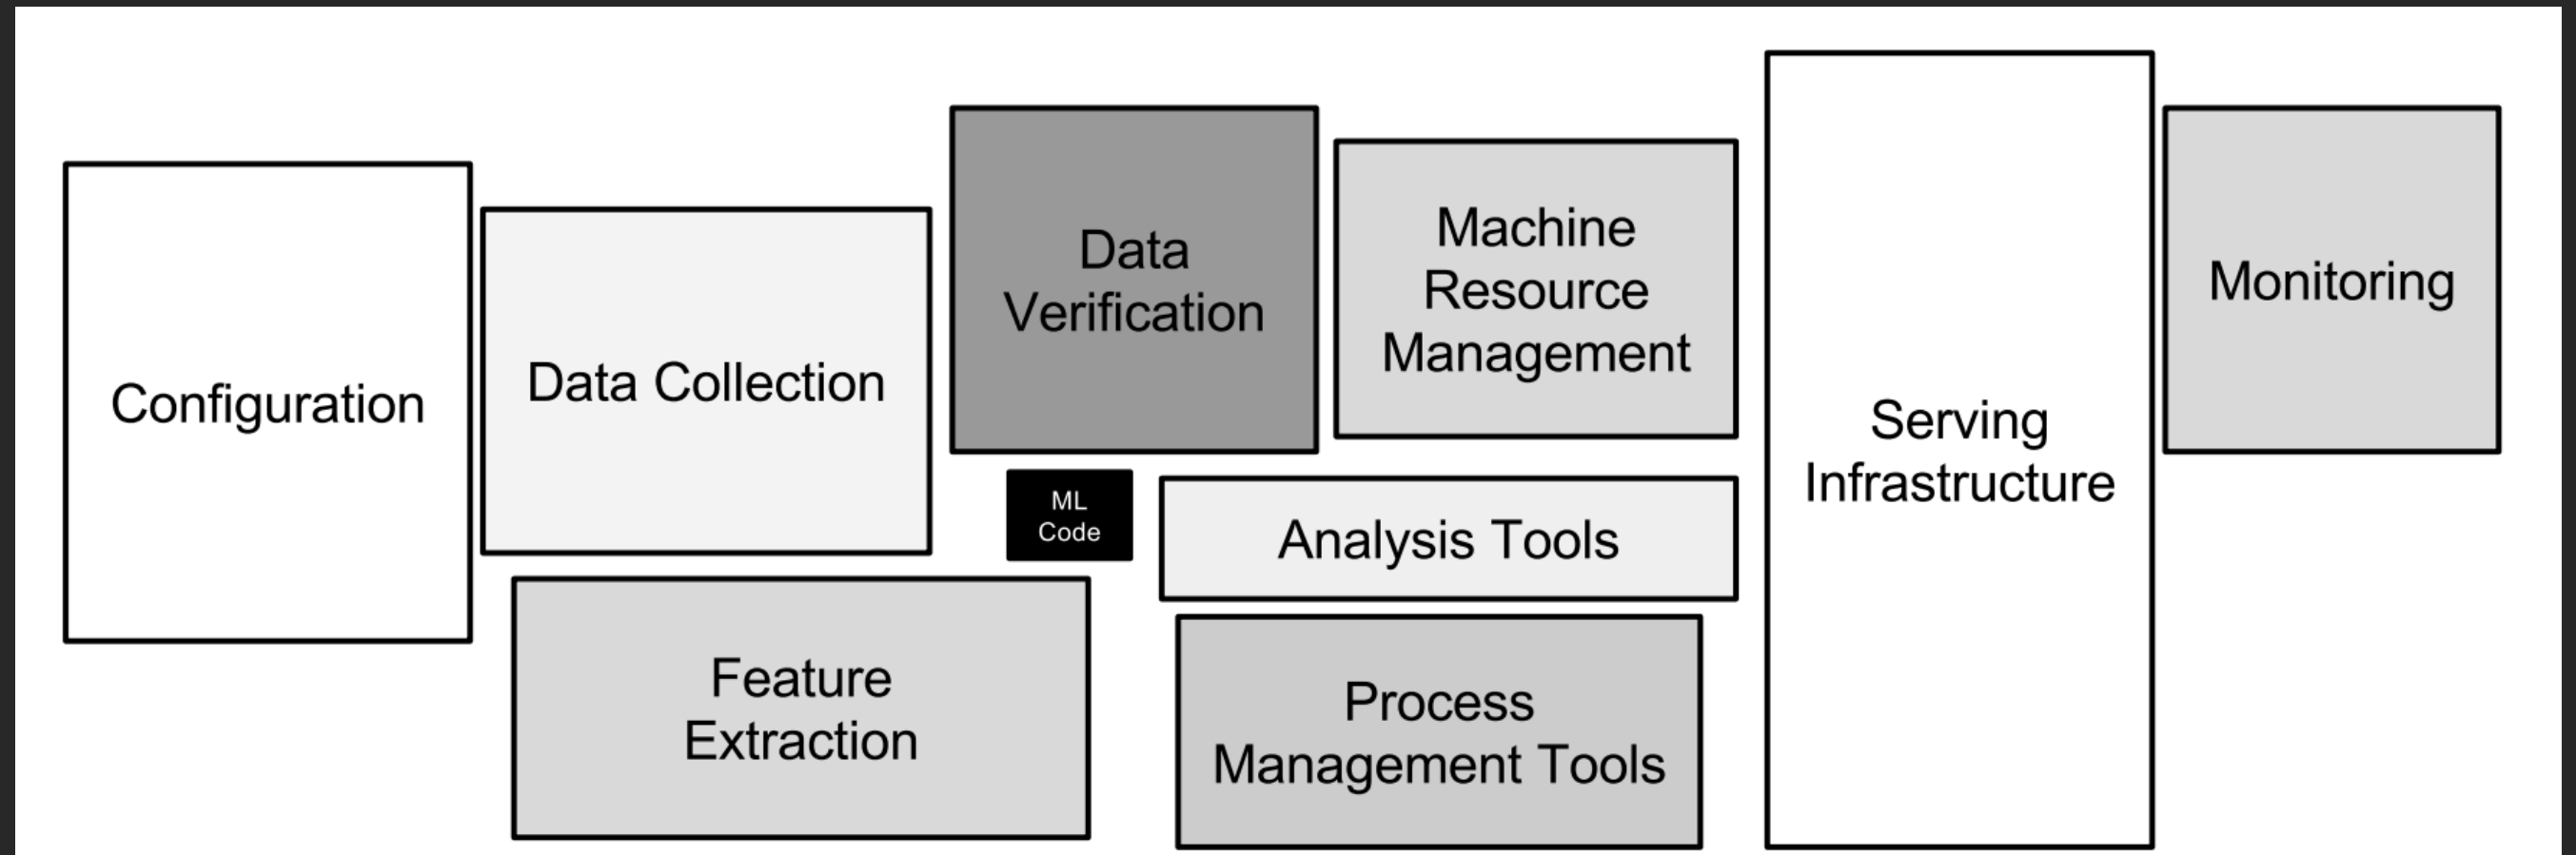 Configuration
Data Collection
Data
Verification
Machine
Resource
Management
Serving
Infrastructure
Monitoring
ML
Code
Analysis Tools
Feature
Extraction
Process
Management Tools